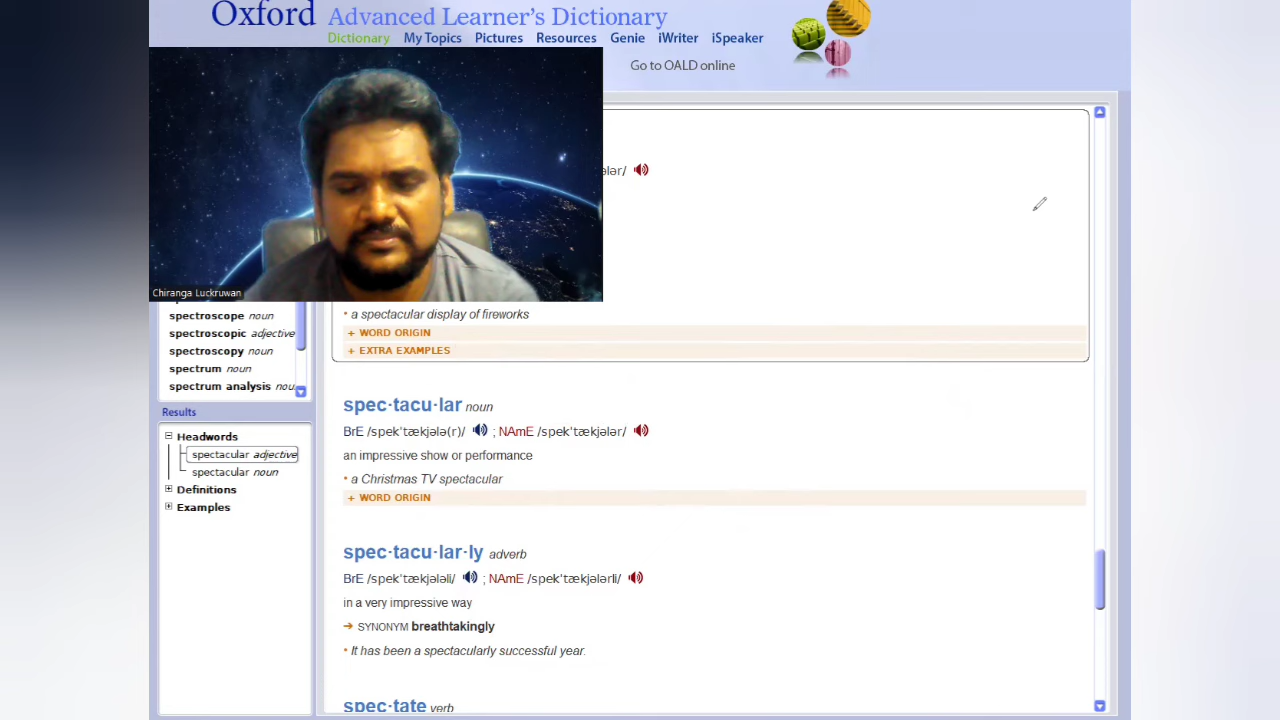 Oxford Advanced Learner's Dictionary
Dictionary My Topics Pictures Resources Genie iWriter iSpeaker
Go to OALD online
Chiranga Luckruwan
ələr/
• a spectacular display of fireworks
+ WORD ORIGIN
+ EXTRA EXAMPLES
spectroscope noun
spectroscopic adjective
spectroscopy noun
spectrum noun
spectrum analysis nou
Results
Headwords
spectacular adjective
spectacular noun
Definitions
Examples
spec·tacu·lar noun
BrE /spekˈtækjələ(r)/ ; NAmE /spekˈtækjələr/
an impressive show or performance
• a Christmas TV spectacular
+ WORD ORIGIN
spec·tacu·lar·ly adverb
BrE /spekˈtækjələli/ ; NAmE /spekˈtækjələrli/
in a very impressive way
➔ SYNONYM breathtakingly
• It has been a spectacularly successful year.
spec·tate verb